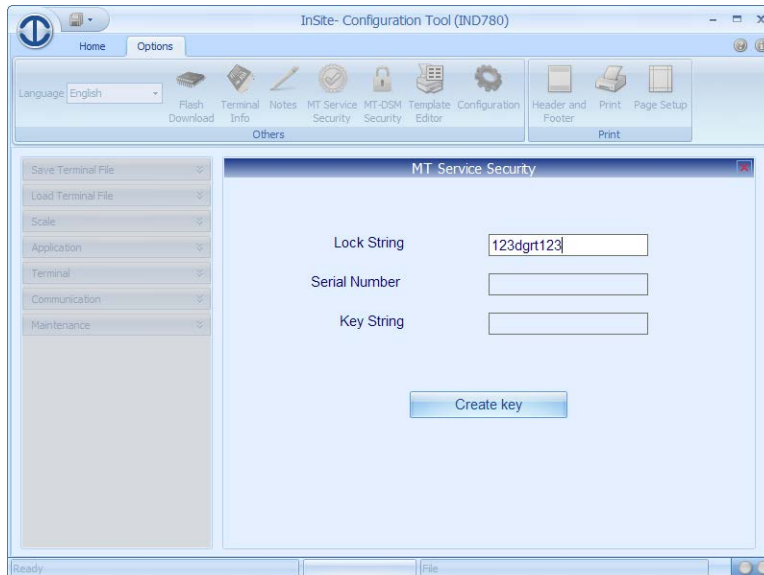 InSite- Configuration Tool (IND780)
Home Options
Language English
Flash Download
Terminal Info
Notes
MT Service Security
MT-DSM Security
Template Editor
Configuration
Others
Header and Footer
Print
Page Setup
Print
Save Terminal File
Load Terminal File
Scale
Application
Terminal
Communication
Maintenance
MT Service Security
Lock String 123dgrt123
Serial Number
Key String
Create key
Ready File